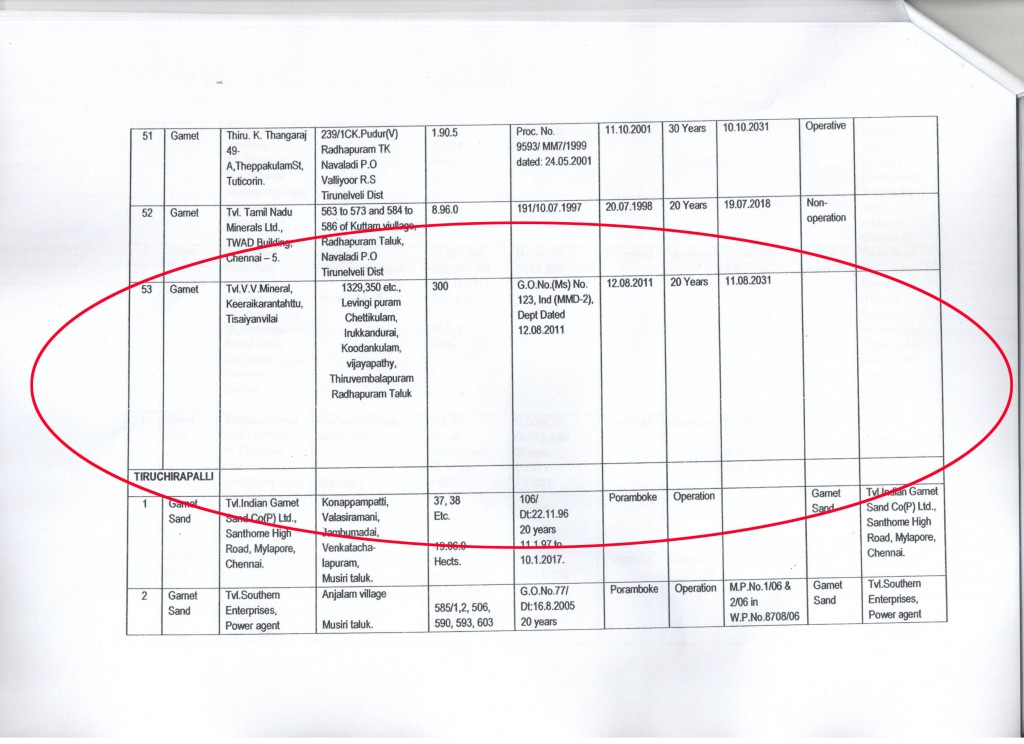 51 Garnet Thiru. K. Thangaraj 239/1CK.Pudur(V) 1.90.5 Proc. No. 11.10.2001 30 Years 10.10.2031 Operative
49- Radhapuram TK 9593/ MM7/1999
A,TheppakulamSt, Navaladi P.O dated: 24.05.2001
Tuticorin. Valliyoor R.S
Tirunelveli Dist
52 Garnet Tvl. Tamil Nadu 563 to 573 and 584 to 8.96.0 191/10.07.1997 20.07.1998 20 Years 19.07.2018 Non-
Minerals Ltd., 586 of Kuttam viullage, operation
TWAD Building, Radhapuram Taluk,
Chennai – 5. Navaladi P.O
Tirunelveli Dist
53 Garnet Tvl.V.V.Mineral, 1329,350 etc., 300 G.O.No.(Ms) No. 12.08.2011 20 Years 11.08.2031
Keeraikarantahttu, Levingi puram 123, Ind (MMD-2),
Tisaiyanvilai Chettikulam, Dept Dated
Irukkandurai, 12.08.2011
Koodankulam,
vijayapathy,
Thiruvembalapuram
Radhapuram Taluk
TIRUCHIRAPALLI
1 Garnet Tvl.Indian Garnet Konappampatti, 37, 38 106/ Poramboke Operation Garnet Tvl.Indian Garnet
Sand Sand Co(P) Ltd., Valasiramani, Etc. Dt:22.11.96 Sand Sand Co(P) Ltd.,
Santhome High Jambumadai, 20 years Santhome High
Road, Mylapore, Venkatacha- 19.06.0 11.1.97 to Road, Mylapore,
Chennai. lapuram, Hects. 10.1.2017. Chennai.
Musiri taluk.
2 Garnet Tvl.Southern Anjalam village G.O.No.77/ Poramboke Operation M.P.No.1/06 & Garnet Tvl.Southern
Sand Enterprises, 585/1,2, 506, Dt:16.8.2005 2/06 in Sand Enterprises,
Power agent Musiri taluk. 590, 593, 603 20 years W.P.No.8708/06 Power agent